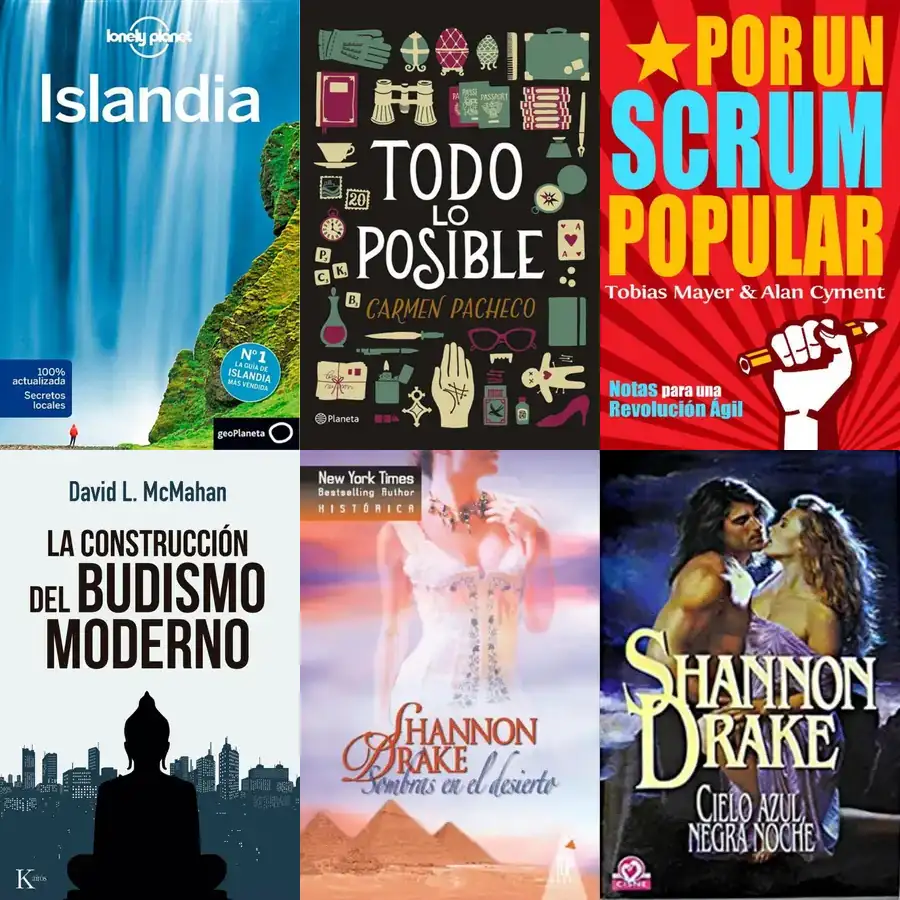 lonely planet
Islandia
100%
actualizada
Secretos
locales
Nº1
LA GUÍA DE
ISLANDIA
MÁS VENDIDA
geoPlaneta
PASSPORT
20
TODO
LO
POSIBLE
P
C
K
B
CARMEN PACHECO
Planeta
POR UN
SCRUM
POPULAR
Tobias Mayer & Alan Cyment
Notas para una
Revolución Ágil
David L. McMahan
LA CONSTRUCCIÓN
DEL BUDISMO
MODERNO
Kairós
New York Times
Bestselling Author
HISTÓRICA
SHANNON
DRAKE
Sombras en el desierto
SHANNON
DRAKE
CIELO AZUL,
NEGRA NOCHE
CISNE